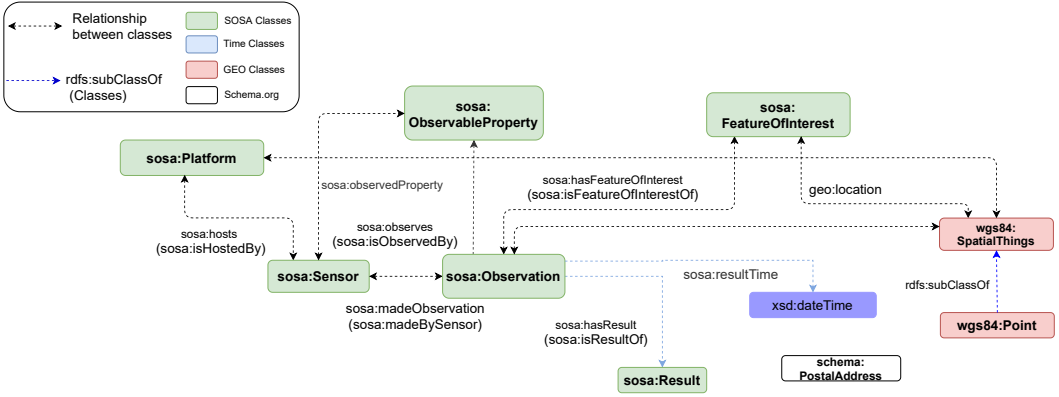 Relationship
between classes
rdfs:subClassOf
(Classes)
SOSA Classes
Time Classes
GEO Classes
Schema.org
sosa:
ObservableProperty
sosa:
FeatureOfInterest
sosa:Platform
sosa:observedProperty
sosa:hasFeatureOfInterest
(sosa:isFeatureOfInterestOf)
geo:location
sosa:hosts
(sosa:isHostedBy)
sosa:observes
(sosa:isObservedBy)
wgs84:
SpatialThings
sosa:Sensor
sosa:Observation
sosa:resultTime
rdfs:subClassOf
sosa:madeObservation
(sosa:madeBySensor)
xsd:dateTime
sosa:hasResult
(sosa:isResultOf)
wgs84:Point
sosa:Result
schema:
PostalAddress